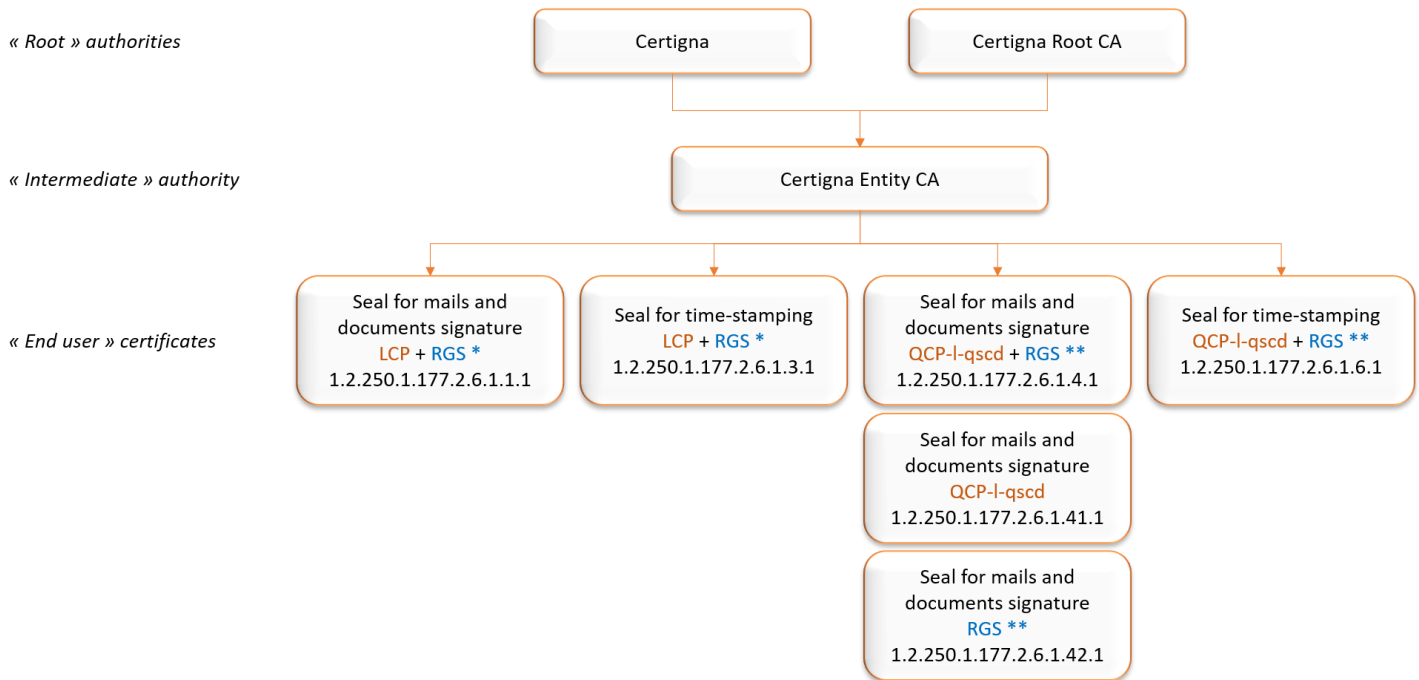 « Root » authorities
Certigna
Certigna Root CA
« Intermediate » authority
Certigna Entity CA
« End user » certificates
Seal for mails and
documents signature
LCP + RGS *
1.2.250.1.177.2.6.1.1.1
Seal for time-stamping
LCP + RGS *
1.2.250.1.177.2.6.1.3.1
Seal for mails and
documents signature
QCP-l-qscd + RGS **
1.2.250.1.177.2.6.1.4.1
Seal for time-stamping
QCP-l-qscd + RGS **
1.2.250.1.177.2.6.1.6.1
Seal for mails and
documents signature
QCP-l-qscd
1.2.250.1.177.2.6.1.41.1
Seal for mails and
documents signature
RGS **
1.2.250.1.177.2.6.1.42.1